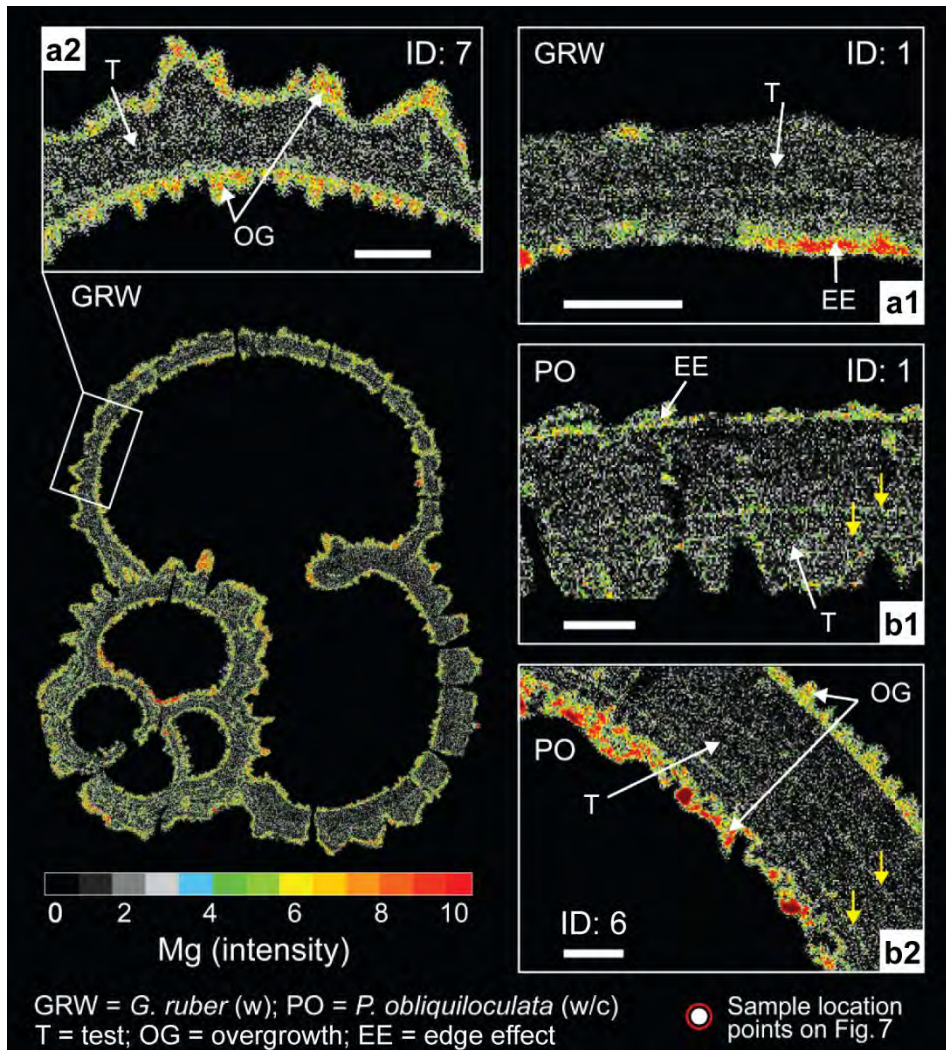 a2
ID: 7
T
OG
GRW
GRW
ID: 1
T
EE
a1
PO
ID: 1
EE
T
b1
OG
PO
T
ID: 6
b2
0 2 4 6 8 10
Mg (intensity)
GRW = G. ruber (w); PO = P. obliquiloculata (w/c)
T = test; OG = overgrowth; EE = edge effect
Sample location
points on Fig. 7